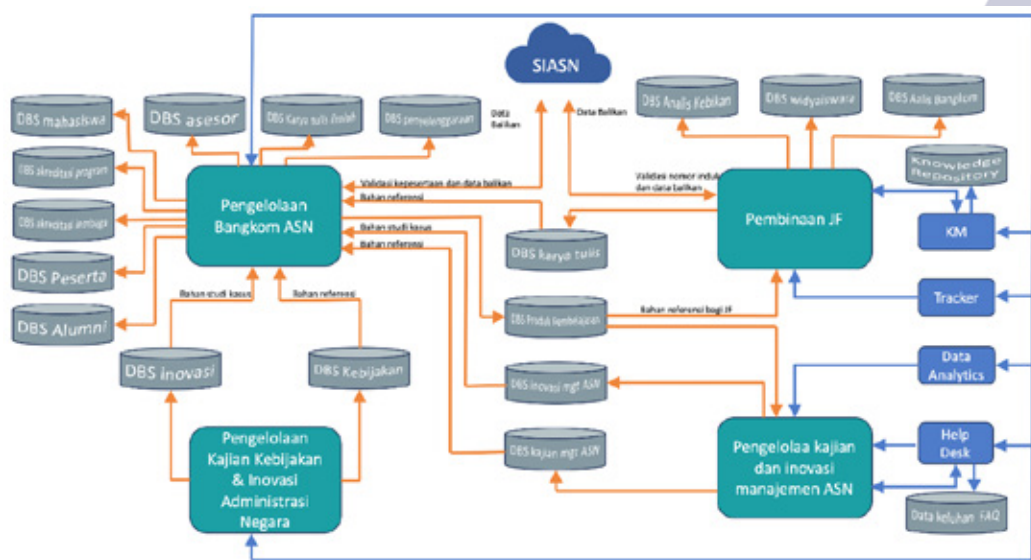 SIASN
DBS mahasiswa
DBS asesor
DBS Karya tulis ilmiah
DBS penyelenggaraan
Data
Balikan
Data Balikan
DBS Analis Kebikan
DBS widyaiswara
DBS Aalis Bangkom
DBS akreditasi program
DBS akreditasi lembaga
DBS Peserta
DBS Alumni
Pengelolaan
Bangkom ASN
Validasi kepesertaan dan data balikan
Bahan referensi
Bahan studi kasus
Bahan referensi
Validasi nomor induk
dan data balikan
Pembinaan JF
Knowledge
Repository
KM
DBS karya tulis
Tracker
Bahan studi kasus
Bahan referensi
DBS Produk Pembelajaran
Bahan referensi bagi JF
DBS inovasi
DBS Kebijakan
DBS inovasi mgt ASN
Data
Analytics
Pengelolaan
Kajian Kebijakan
& Inovasi
Administrasi
Negara
DBS kajian mgt ASN
Pengelolaa kajian
dan inovasi
manajemen ASN
Help
Desk
Data keluhan FAQ